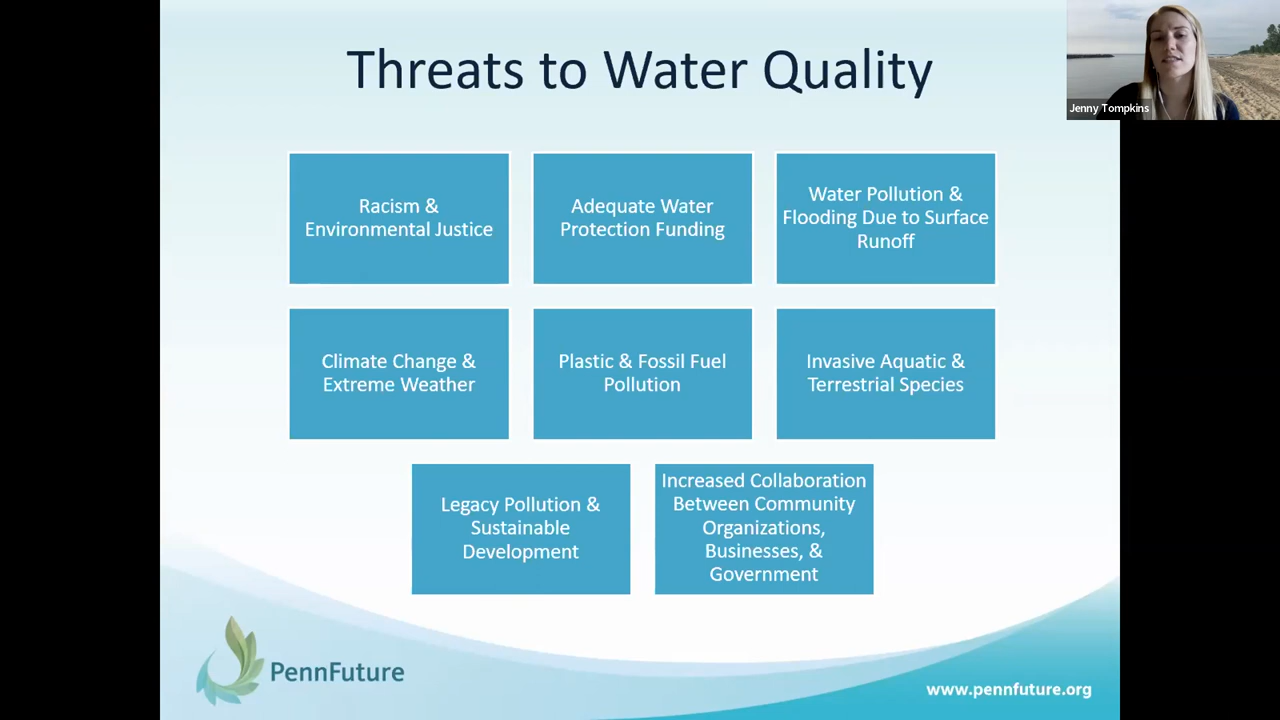 Threats to Water Quality
Jenny Tompkins
Racism &
Environmental Justice
Adequate Water
Protection Funding
Water Pollution &
Flooding Due to Surface
Runoff
Climate Change &
Extreme Weather
Plastic & Fossil Fuel
Pollution
Invasive Aquatic &
Terrestrial Species
Legacy Pollution &
Sustainable
Development
Increased Collaboration
Between Community
Organizations,
Businesses, &
Government
PennFuture
www.pennfuture.org